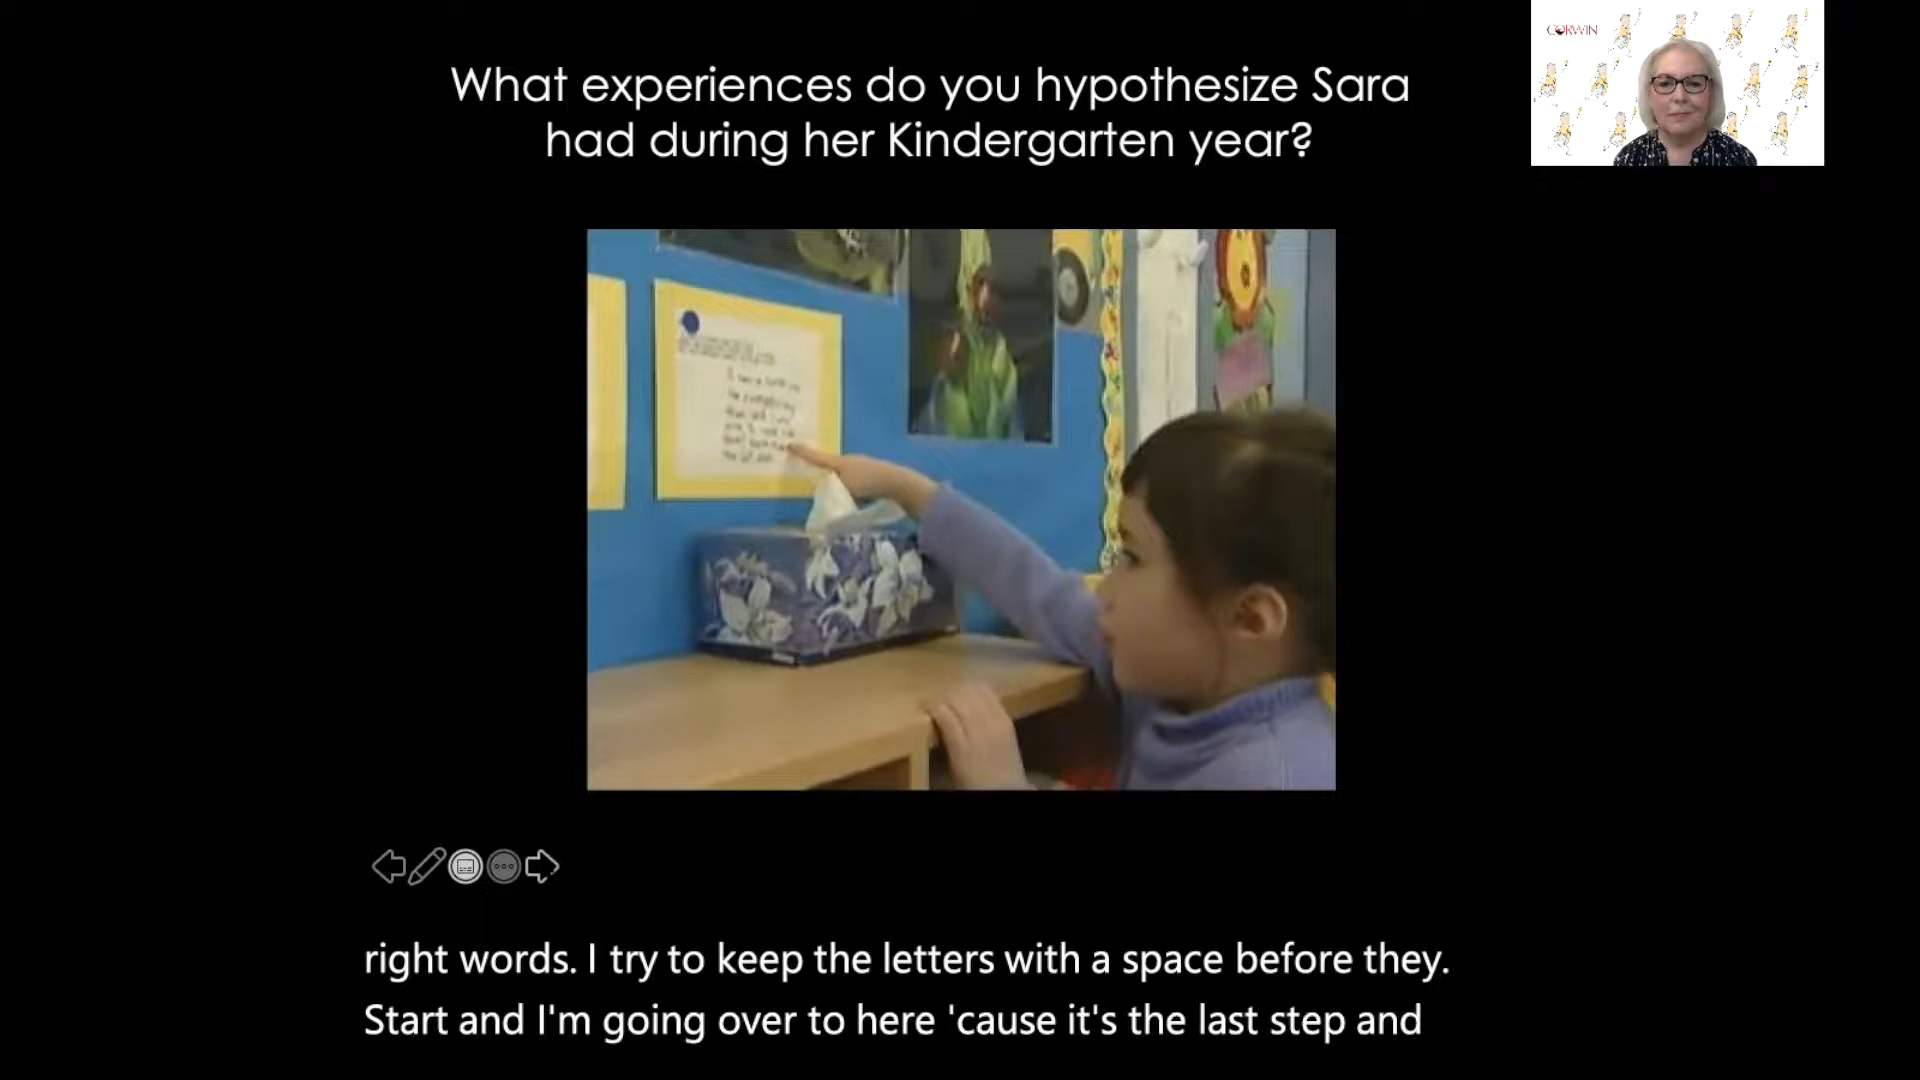 What experiences do you hypothesize Sara
had during her Kindergarten year?
CORWIN
right words. I try to keep the letters with a space before they.
Start and I'm going over to here 'cause it's the last step and